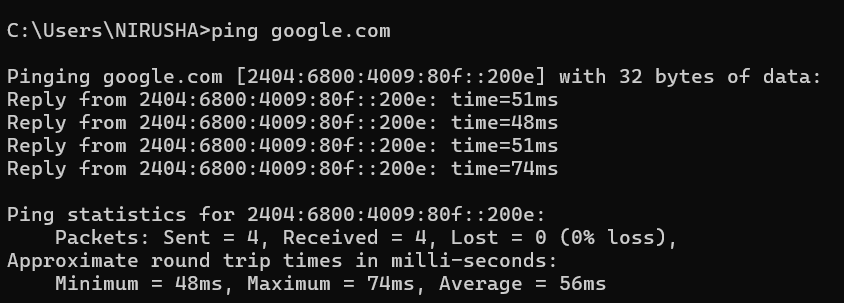 C:\Users\NIRUSHA>ping google.com
Pinging google.com [2404:6800:4009:80f::200e] with 32 bytes of data:
Reply from 2404:6800:4009:80f::200e: time=51ms
Reply from 2404:6800:4009:80f::200e: time=48ms
Reply from 2404:6800:4009:80f::200e: time=51ms
Reply from 2404:6800:4009:80f::200e: time=74ms
Ping statistics for 2404:6800:4009:80f::200e:
    Packets: Sent = 4, Received = 4, Lost = 0 (0% loss),
Approximate round trip times in milli-seconds:
    Minimum = 48ms, Maximum = 74ms, Average = 56ms